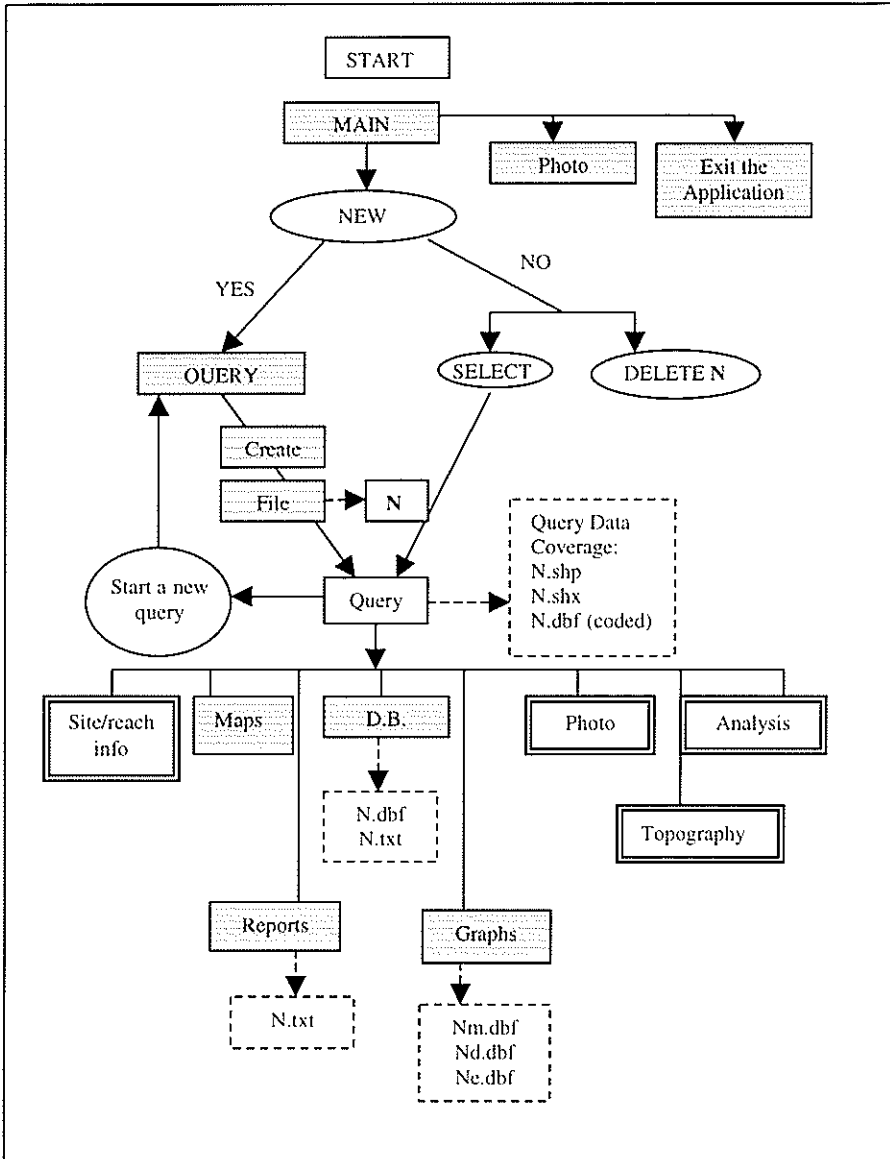 START
MAIN
Photo
Exit the
Application
NEW
NO
YES
QUERY
SELECT
DELETE N
Create
File
N
Query Data
Coverage:
N.shp
N.shx
N.dbf (coded)
Start a new
query
Query
Site/reach
info
Maps
D.B.
Photo
Analysis
N.dbf
N.txt
Topography
Reports
Graphs
N.txt
Nm.dbf
Nd.dbf
Ne.dbf